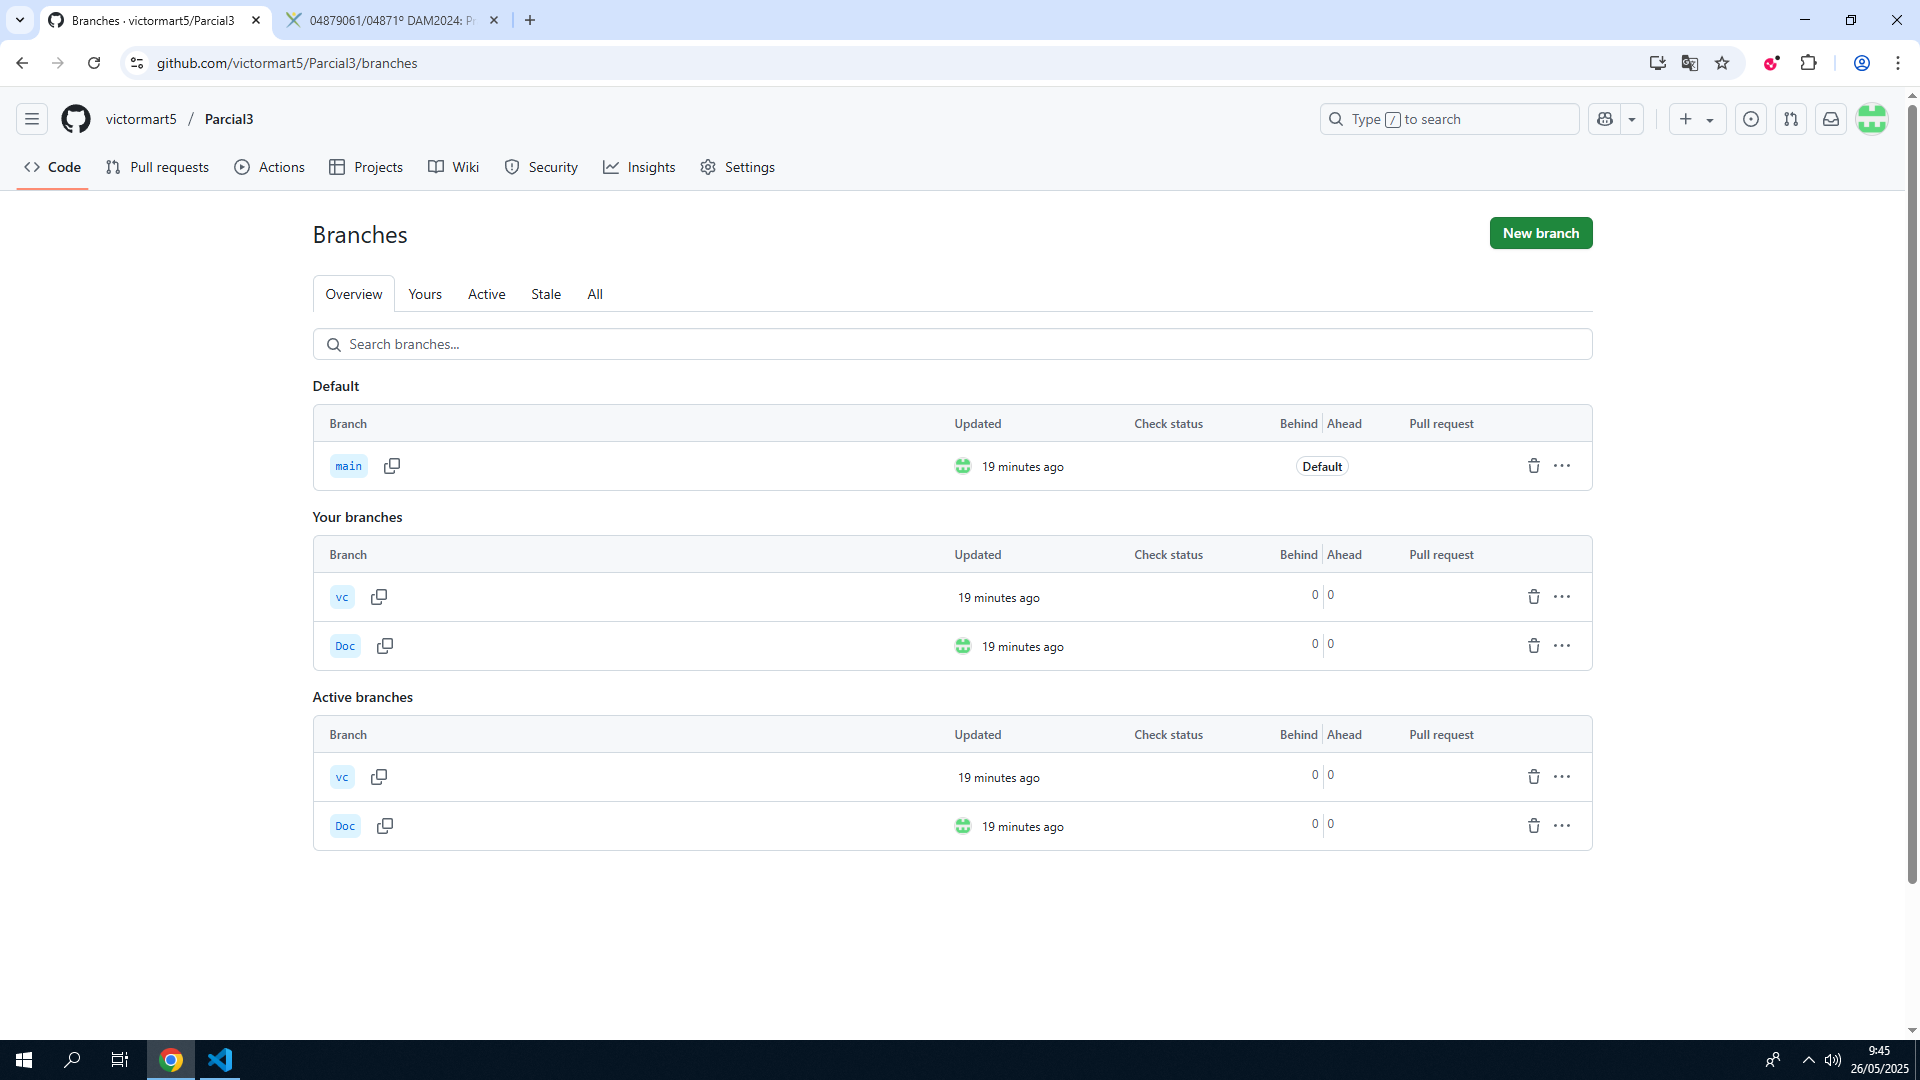 Branches · victormart5/Parcial3
04879061/04871º DAM2024: P
github.com/victormart5/Parcial3/branches
victormart5 / Parcial3
Type / to search
Code Pull requests Actions Projects Wiki Security Insights Settings
Branches
New branch
Overview Yours Active Stale All
Search branches...
Default
Branch Updated Check status Behind Ahead Pull request
main 19 minutes ago Default
Your branches
Branch Updated Check status Behind Ahead Pull request
vc 19 minutes ago 0 0
Doc 19 minutes ago 0 0
Active branches
Branch Updated Check status Behind Ahead Pull request
vc 19 minutes ago 0 0
Doc 19 minutes ago 0 0
9:45
26/05/2025